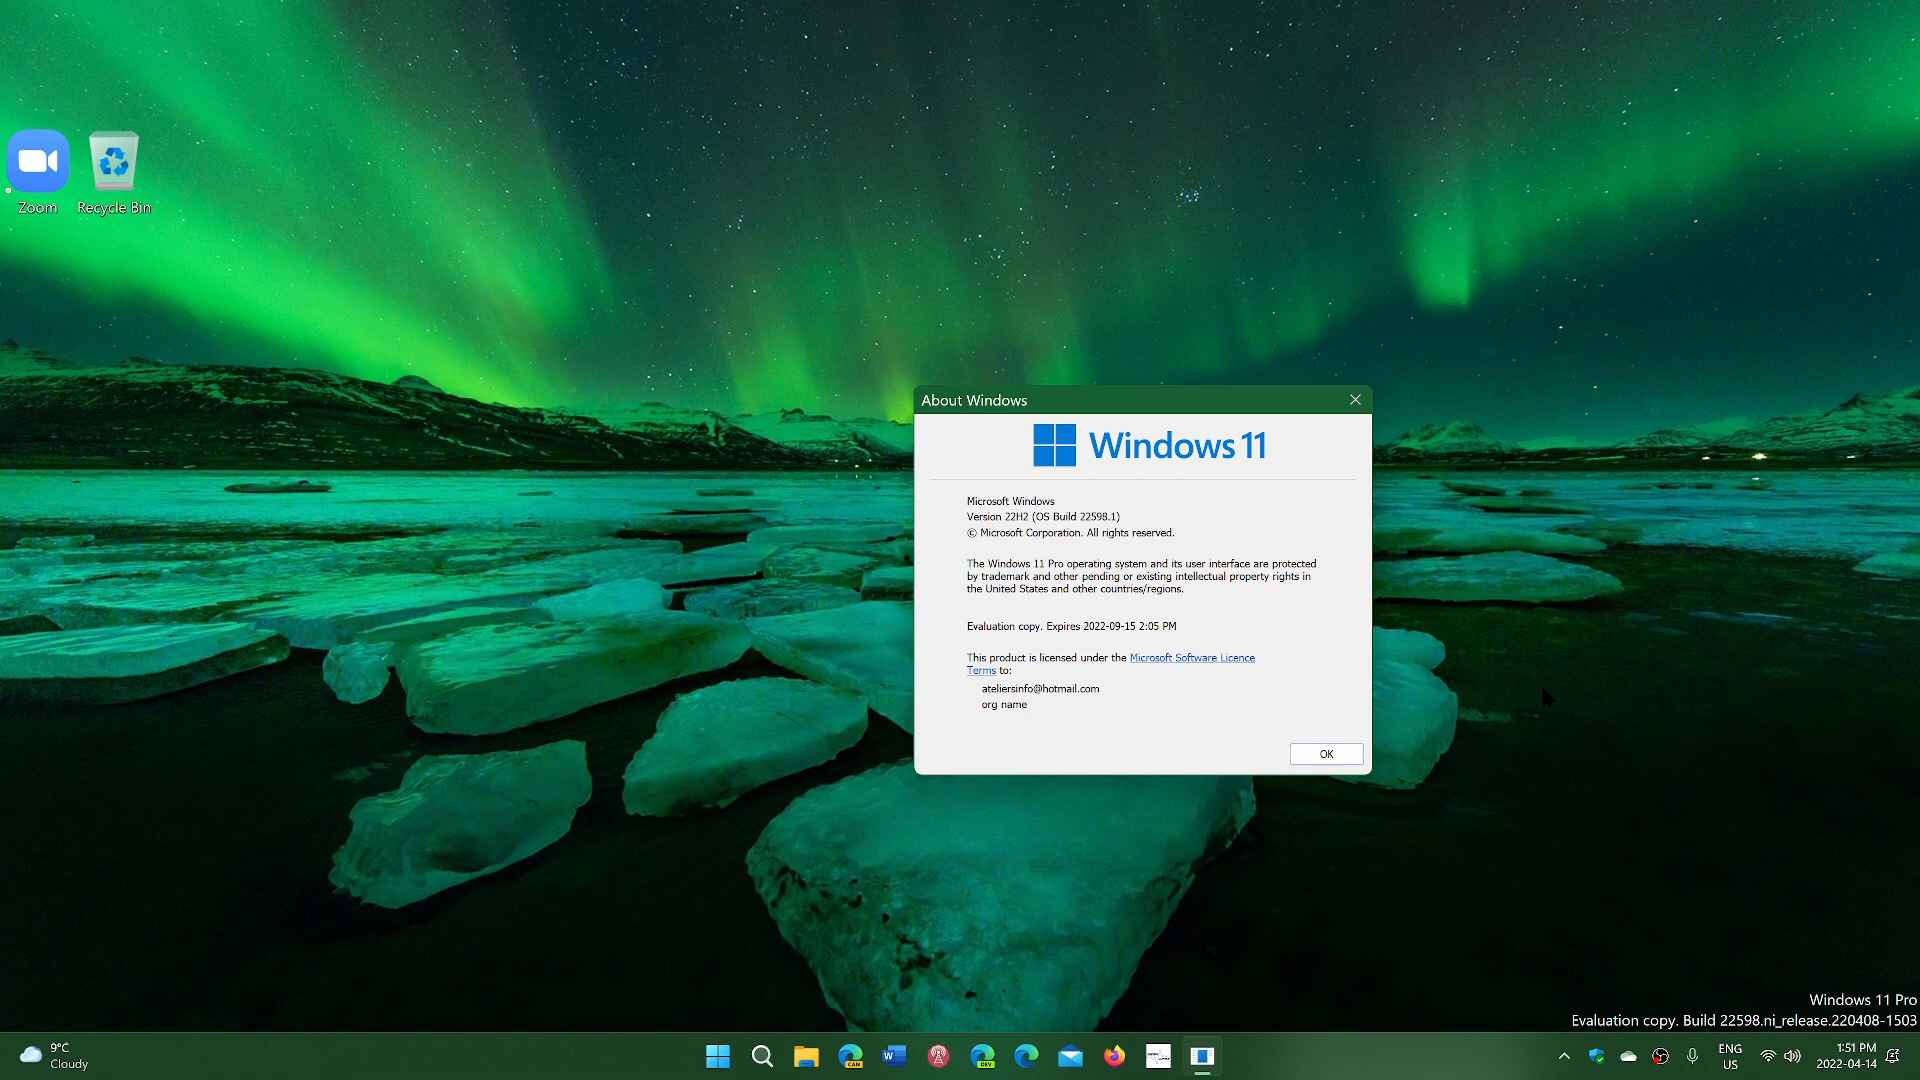 Zoom
Recycle Bin
About Windows
Windows 11
Microsoft Windows
Version 22H2 (OS Build 22598.1)
© Microsoft Corporation. All rights reserved.
The Windows 11 Pro operating system and its user interface are protected
by trademark and other pending or existing intellectual property rights in
the United States and other countries/regions.
Evaluation copy. Expires 2022-09-15 2:05 PM
This product is licensed under the Microsoft Software Licence
Terms to:
ateliersinfo@hotmail.com
org name
OK
Windows 11 Pro
Evaluation copy. Build 22598.ni_release.220408-1503
9°C
Cloudy
CAN
W
DEV
ENG
US
1:51 PM
2022-04-14